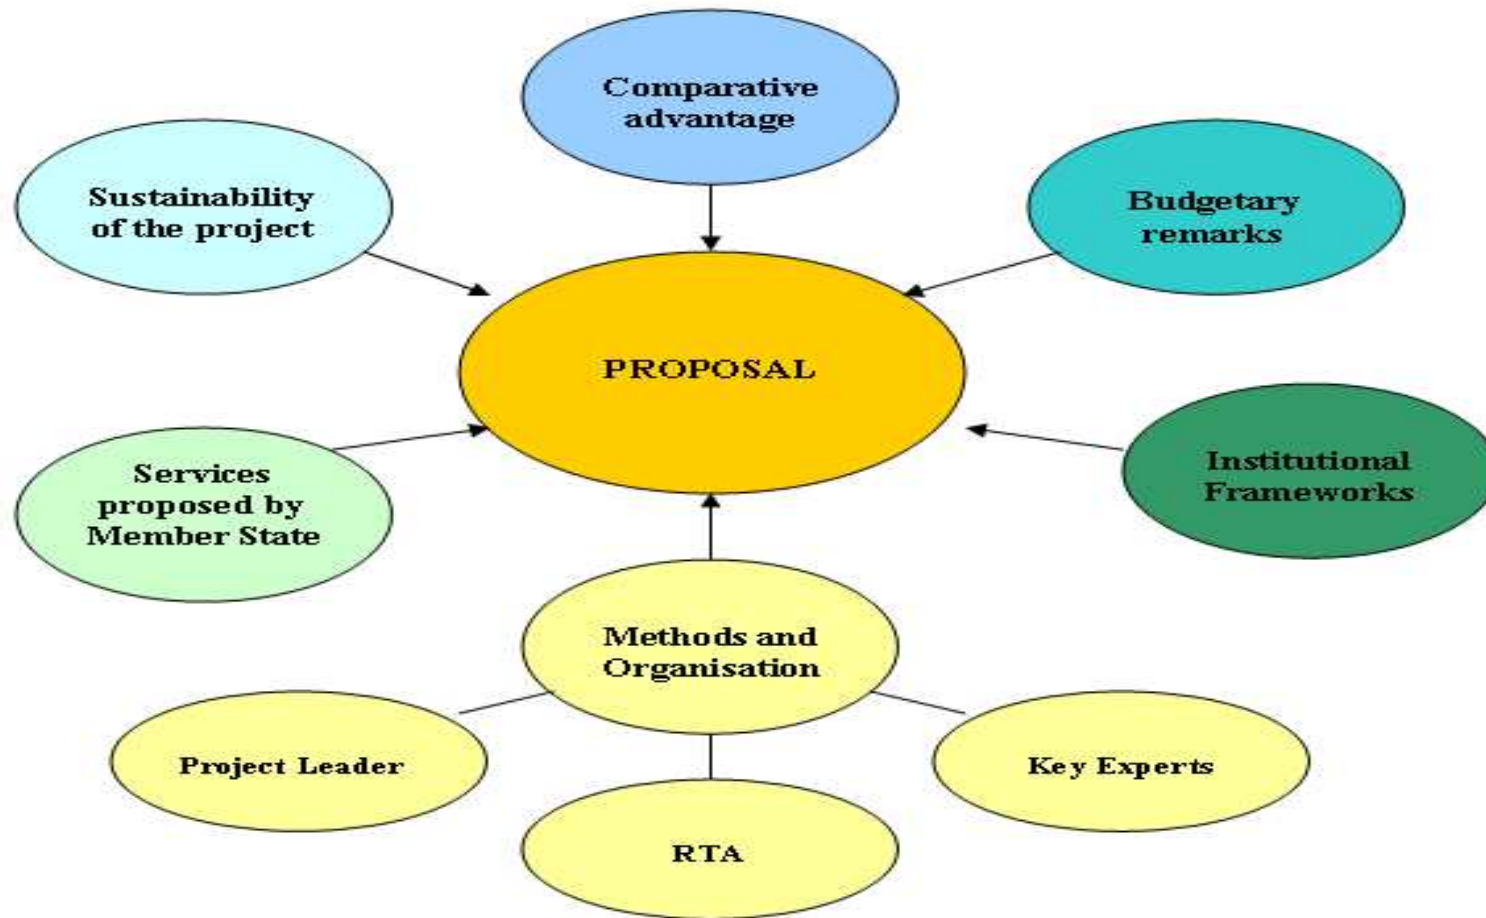 Comparative
advantage
Sustainability
of the project
Budgetary
remarks
PROPOSAL
Services
proposed by
Member State
Institutional
Frameworks
Methods and
Organisation
Project Leader
Key Experts
RTA